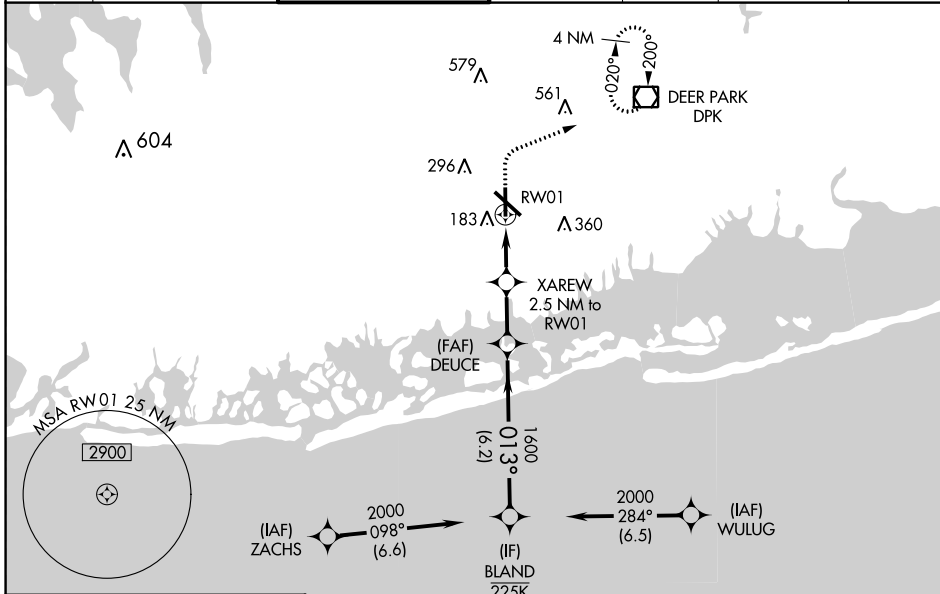 4 NM
020°
200°
DEER PARK
DPK
579
561
604
296
RW01
183
360
XAREW
2.5 NM to
RW01
(FAF)
DEUCE
MSA RW01 25 NM
2900
1600
013°
(6.2)
(IAF)
ZACHS
2000
098°
(6.6)
(IF)
BLAND
225K
2000
284°
(6.5)
(IAF)
WULUG